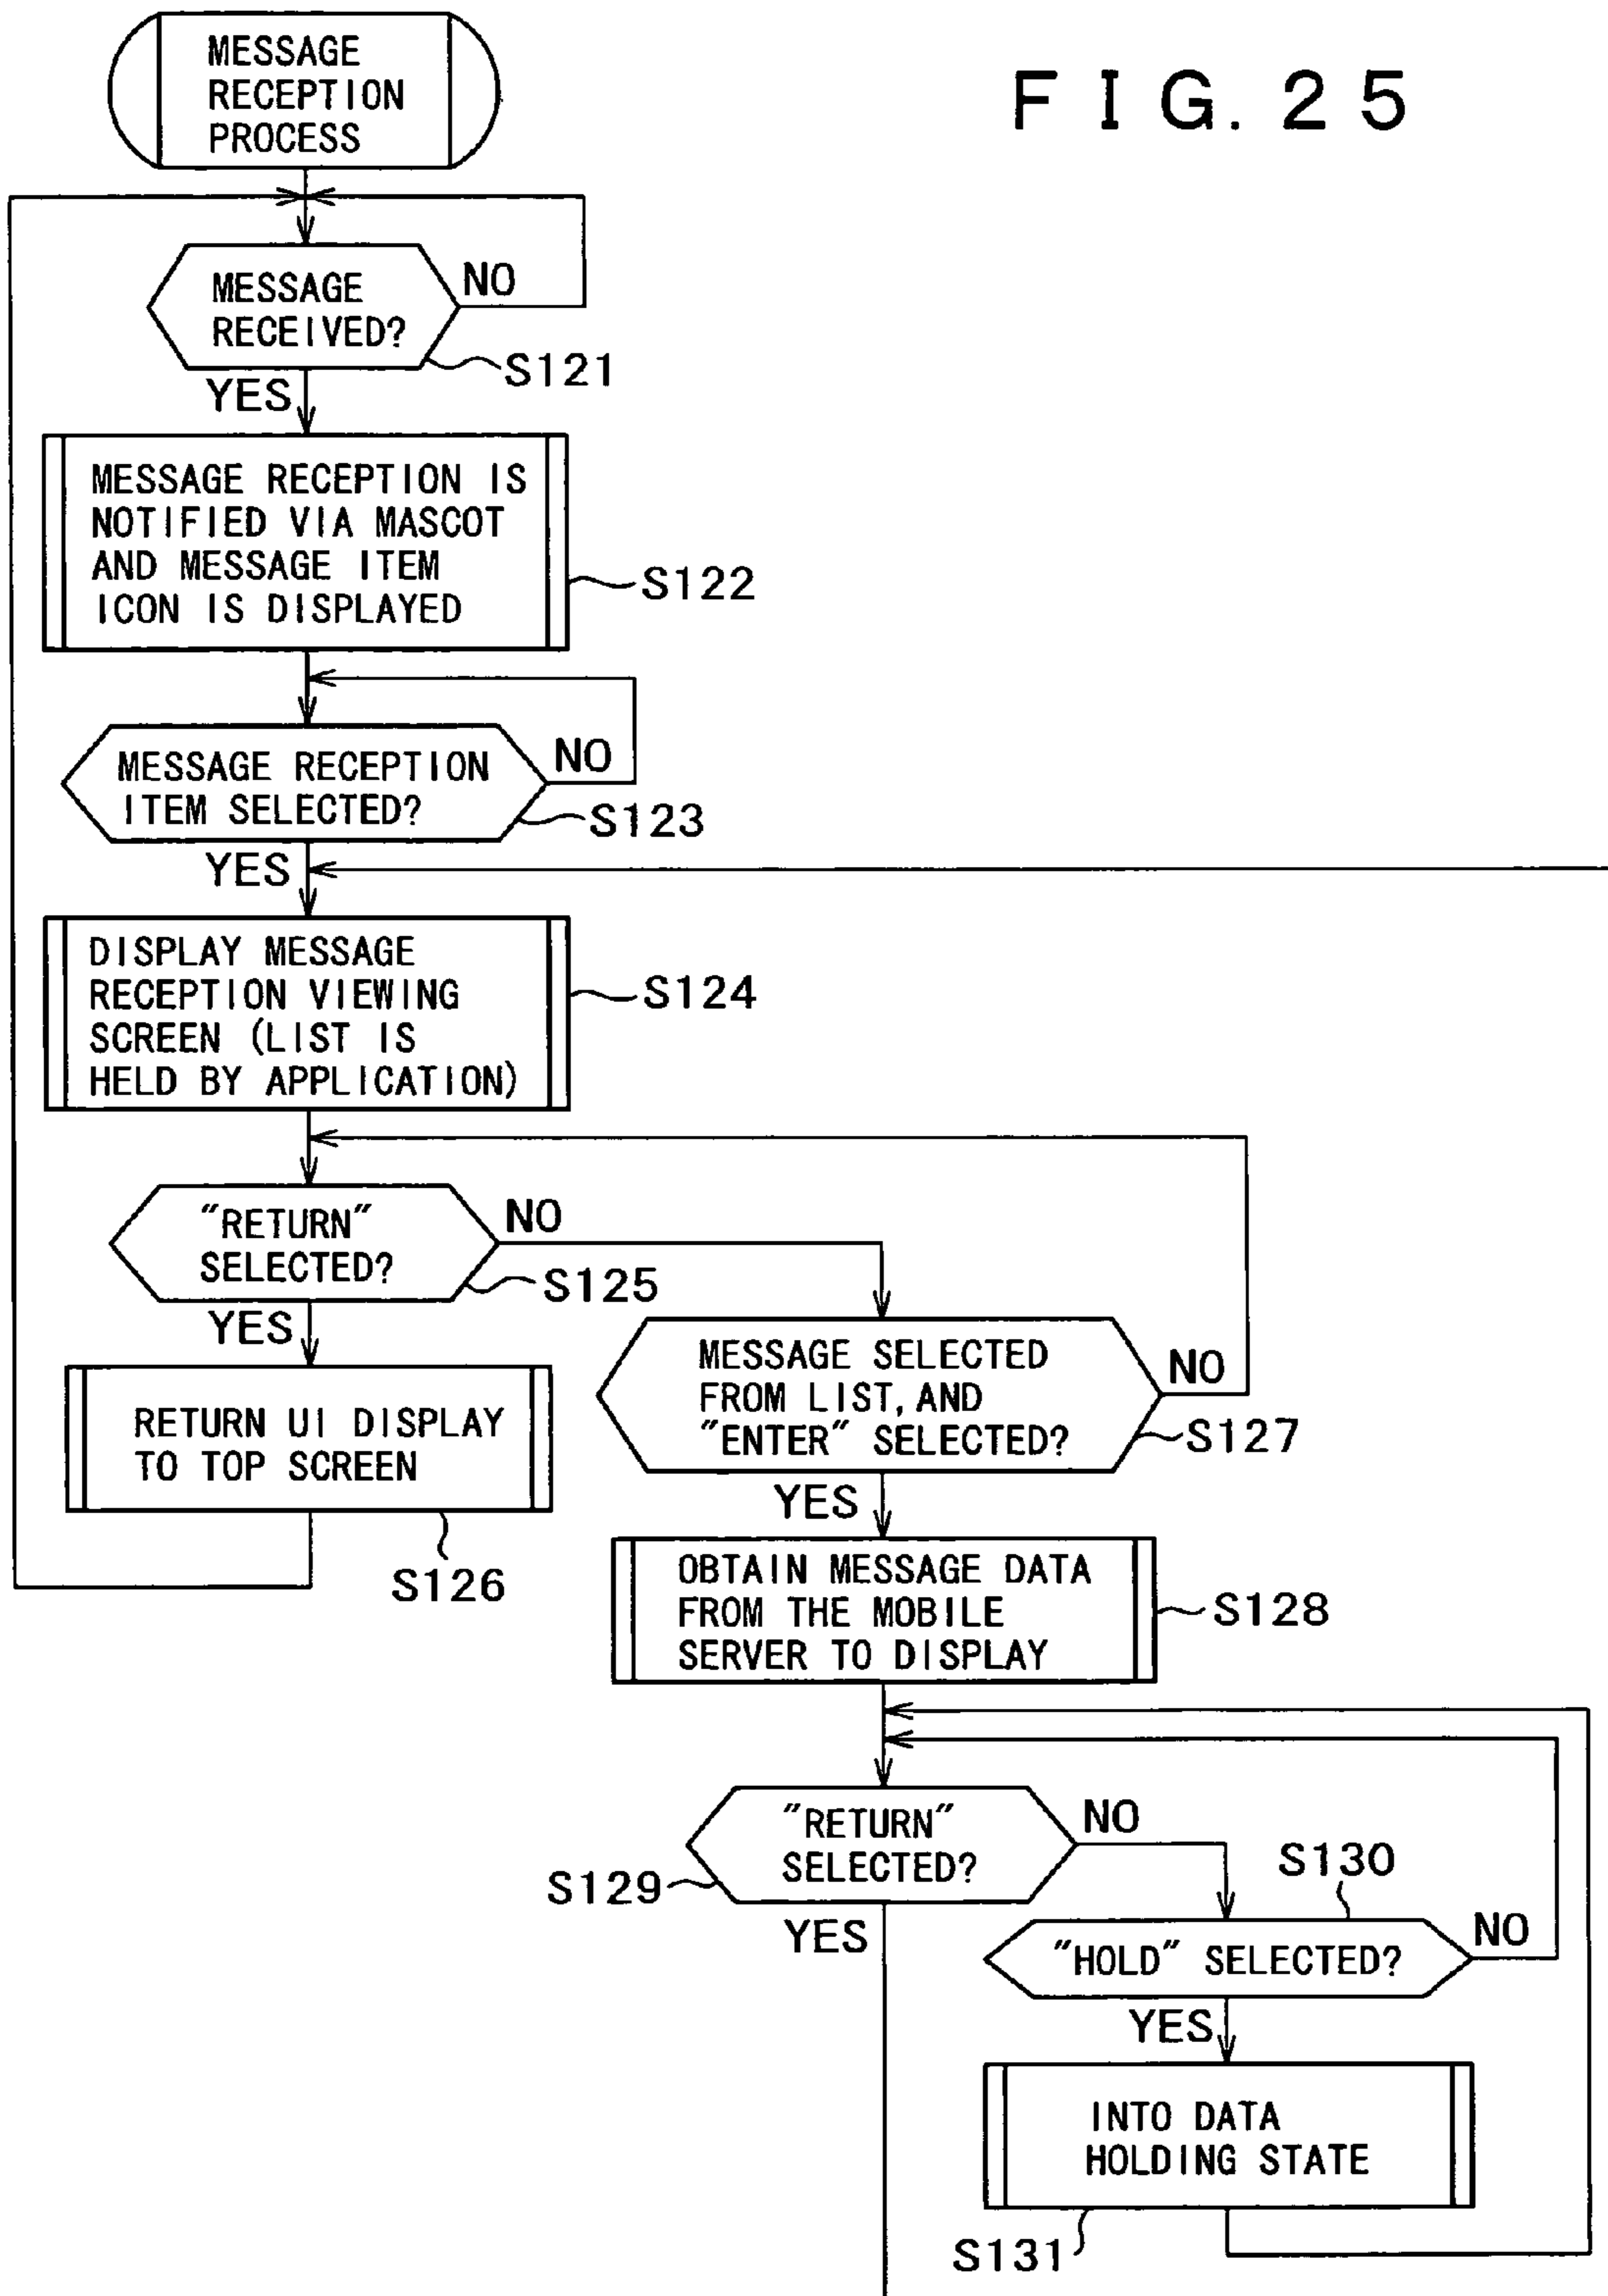 FIG. 25
MESSAGE
RECEPTION
PROCESS
MESSAGE
RECEIVED?
NO
S121
YES
MESSAGE RECEPTION IS
NOTIFIED VIA MASCOT
AND MESSAGE ITEM
ICON IS DISPLAYED
S122
MESSAGE RECEPTION
ITEM SELECTED?
NO
S123
YES
DISPLAY MESSAGE
RECEPTION VIEWING
SCREEN (LIST IS
HELD BY APPLICATION)
S124
"RETURN"
SELECTED?
NO
S125
YES
RETURN UI DISPLAY
TO TOP SCREEN
S126
MESSAGE SELECTED
FROM LIST, AND
"ENTER" SELECTED?
NO
S127
YES
OBTAIN MESSAGE DATA
FROM THE MOBILE
SERVER TO DISPLAY
S128
"RETURN"
SELECTED?
NO
S129
YES
S130
"HOLD" SELECTED?
NO
YES
INTO DATA
HOLDING STATE
S131